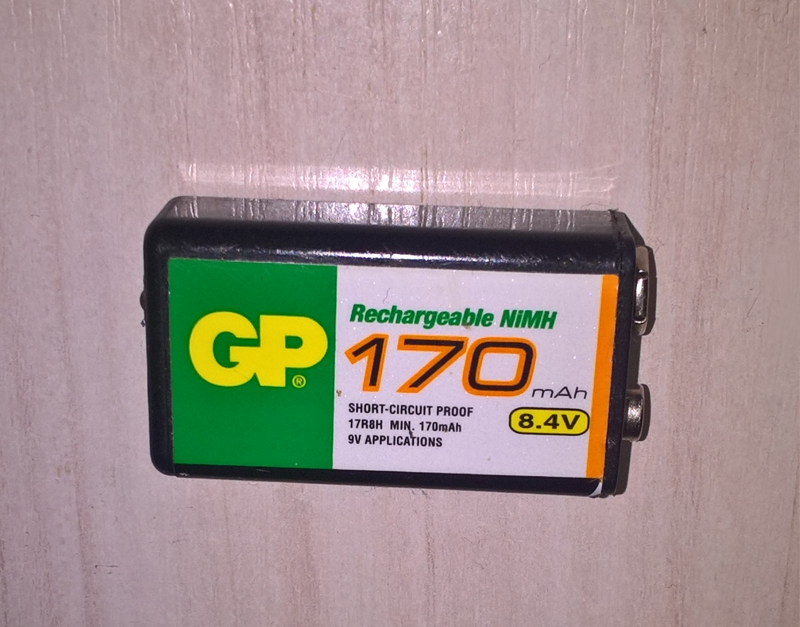 GP®
Rechargeable NiMH
170 mAh
SHORT-CIRCUIT PROOF
17R8H MIN. 170mAh
9V APPLICATIONS
8.4V